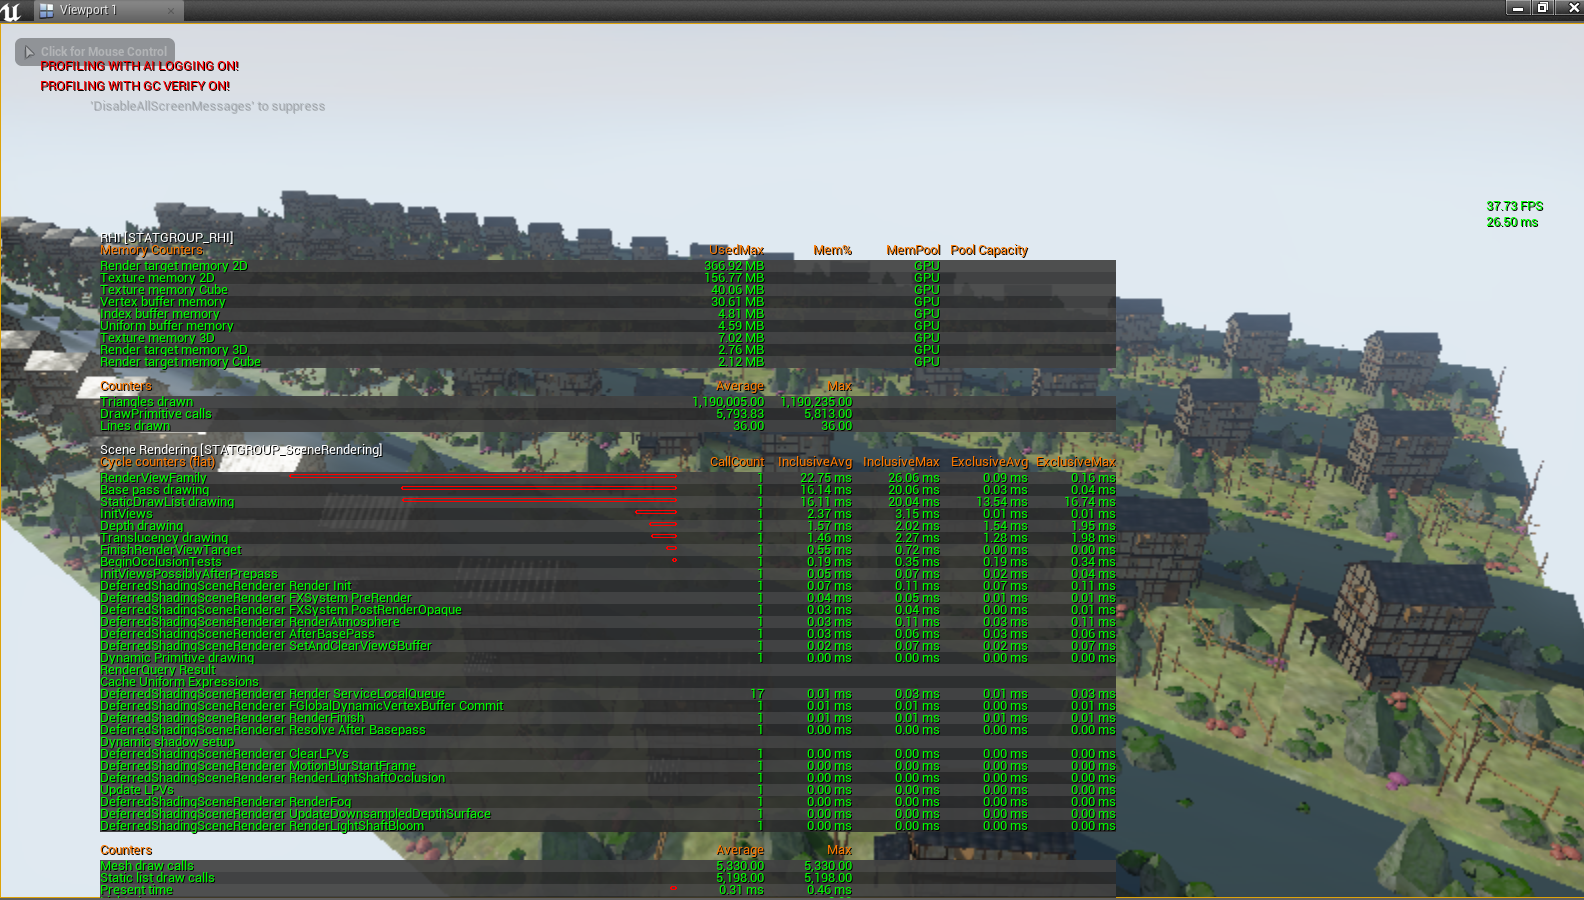 Viewport 1
Click for Mouse Control
PROFILING WITH AI LOGGING ON!
PROFILING WITH GC VERIFY ON!
'DisableAllScreenMessages' to suppress
37.73 FPS
26.50 ms
RHI [STATGROUP_RHI]
Memory Counters UsedMax Mem% MemPool Pool Capacity
Render target memory 2D 366.92 MB GPU
Texture memory 2D 156.77 MB GPU
Texture memory Cube 40.06 MB GPU
Vertex buffer memory 30.61 MB GPU
Index buffer memory 4.81 MB GPU
Uniform buffer memory 4.59 MB GPU
Texture memory 3D 7.02 MB GPU
Render target memory 3D 2.76 MB GPU
Render target memory Cube 2.12 MB GPU
Counters Average Max
Triangles drawn 1,190,005.00 1,190,235.00
DrawPrimitive calls 5,793.83 5,813.00
Lines drawn 36.00 36.00
Scene Rendering [STATGROUP_SceneRendering]
Cycle counters (flat) CallCount InclusiveAvg InclusiveMax ExclusiveAvg ExclusiveMax
RenderViewFamily 1 22.75 ms 26.06 ms 0.09 ms 0.16 ms
Base pass drawing 1 16.14 ms 20.06 ms 0.03 ms 0.04 ms
StaticDrawList drawing 1 16.11 ms 20.04 ms 13.54 ms 16.74 ms
InitViews 1 2.37 ms 3.15 ms 0.01 ms 0.01 ms
Depth drawing 1 1.57 ms 2.02 ms 1.54 ms 1.95 ms
Translucency drawing 1 1.46 ms 2.27 ms 1.28 ms 1.98 ms
FinishRenderViewTarget 1 0.55 ms 0.72 ms 0.00 ms 0.00 ms
BeginOcclusionTests 1 0.19 ms 0.35 ms 0.19 ms 0.34 ms
InitViewsPossiblyAfterPrepass 1 0.05 ms 0.07 ms 0.02 ms 0.04 ms
DeferredShadingSceneRenderer Render Init 1 0.07 ms 0.11 ms 0.07 ms 0.11 ms
DeferredShadingSceneRenderer FXSystem PreRender 1 0.04 ms 0.05 ms 0.01 ms 0.01 ms
DeferredShadingSceneRenderer FXSystem PostRenderOpaque 1 0.03 ms 0.04 ms 0.00 ms 0.01 ms
DeferredShadingSceneRenderer RenderAtmosphere 1 0.03 ms 0.11 ms 0.03 ms 0.11 ms
DeferredShadingSceneRenderer AfterBasePass 1 0.03 ms 0.06 ms 0.03 ms 0.06 ms
DeferredShadingSceneRenderer SetAndClearViewGBuffer 1 0.02 ms 0.07 ms 0.02 ms 0.07 ms
Dynamic Primitive drawing 1 0.00 ms 0.00 ms 0.00 ms 0.00 ms
RenderQuery Result
Cache Uniform Expressions
DeferredShadingSceneRenderer Render ServiceLocalQueue 17 0.01 ms 0.03 ms 0.01 ms 0.03 ms
DeferredShadingSceneRenderer FGlobalDynamicVertexBuffer Commit 1 0.01 ms 0.01 ms 0.00 ms 0.01 ms
DeferredShadingSceneRenderer RenderFinish 1 0.01 ms 0.01 ms 0.01 ms 0.01 ms
DeferredShadingSceneRenderer Resolve After Basepass 1 0.00 ms 0.00 ms 0.00 ms 0.00 ms
Dynamic shadow setup
DeferredShadingSceneRenderer ClearLPVs 1 0.00 ms 0.00 ms 0.00 ms 0.00 ms
DeferredShadingSceneRenderer MotionBlurStartFrame 1 0.00 ms 0.00 ms 0.00 ms 0.00 ms
DeferredShadingSceneRenderer RenderLightShaftOcclusion 1 0.00 ms 0.00 ms 0.00 ms 0.00 ms
Update LPVs 1 0.00 ms 0.00 ms 0.00 ms 0.00 ms
DeferredShadingSceneRenderer RenderFog 1 0.00 ms 0.00 ms 0.00 ms 0.00 ms
DeferredShadingSceneRenderer UpdateDownsampledDepthSurface 1 0.00 ms 0.00 ms 0.00 ms 0.00 ms
DeferredShadingSceneRenderer RenderLightShaftBloom 1 0.00 ms 0.00 ms 0.00 ms 0.00 ms
Counters Average Max
Mesh draw calls 5,330.00 5,330.00
Static list draw calls 5,198.00 5,198.00
Present time 0.31 ms 0.46 ms